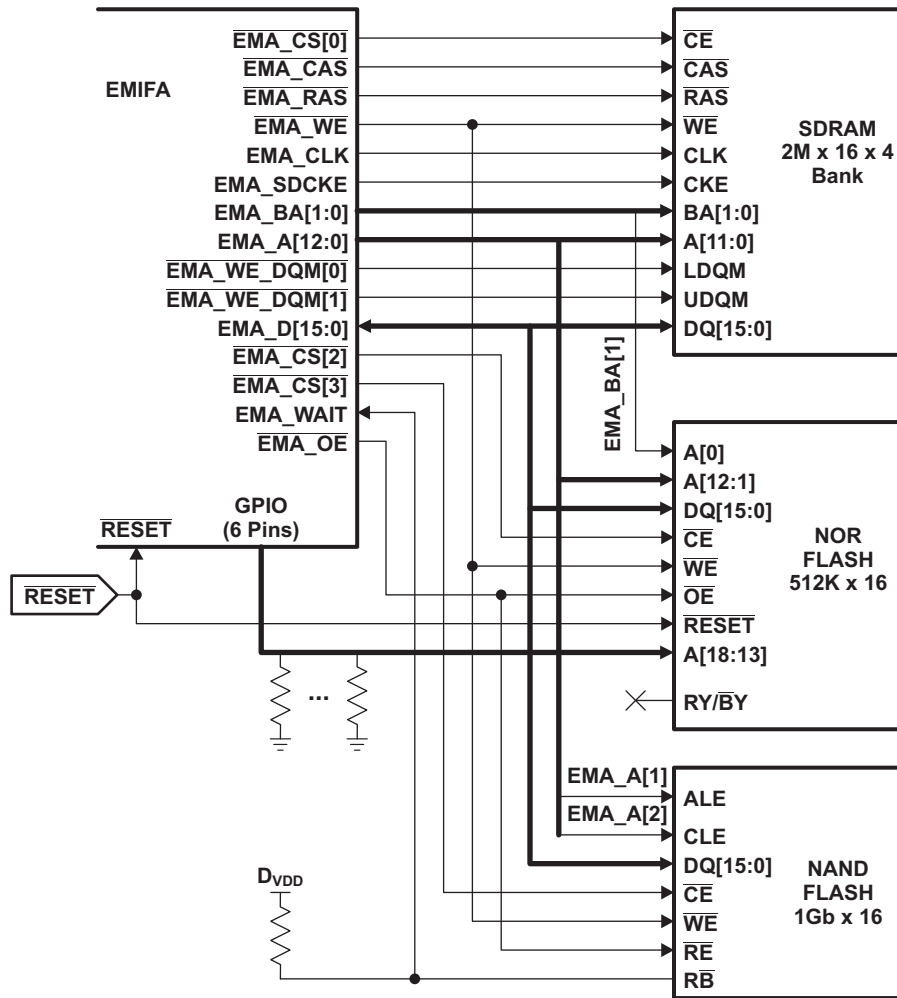 EMIFA
EMA_CS[0]
EMA_CAS
EMA_RAS
EMA_WE
EMA_CLK
EMA_SDCKE
EMA_BA[1:0]
EMA_A[12:0]
EMA_WE_DQM[0]
EMA_WE_DQM[1]
EMA_D[15:0]
EMA_CS[2]
EMA_CS[3]
EMA_WAIT
EMA_OE
GPIO
(6 Pins)
RESET
RESET
...
CE
CAS
RAS
WE
CLK
CKE
BA[1:0]
A[11:0]
LDQM
UDQM
DQ[15:0]
SDRAM
2M x 16 x 4
Bank
EMA_BA[1]
A[0]
A[12:1]
DQ[15:0]
CE
WE
OE
RESET
A[18:13]
RY/BY
NOR
FLASH
512K x 16
EMA_A[1]
EMA_A[2]
ALE
CLE
DQ[15:0]
CE
WE
RE
RB
NAND
FLASH
1Gb x 16
DVDD